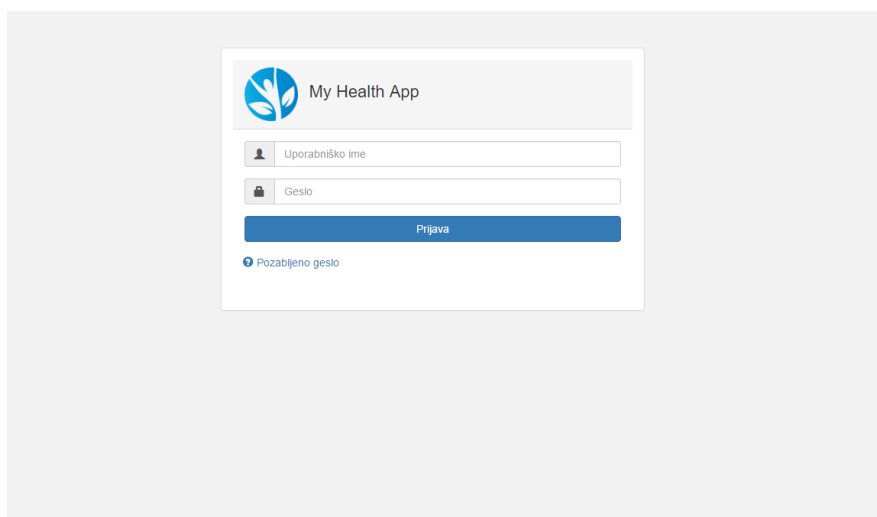 My Health App
Uporabniško ime
Geslo
Prijava
Pozabljeno geslo